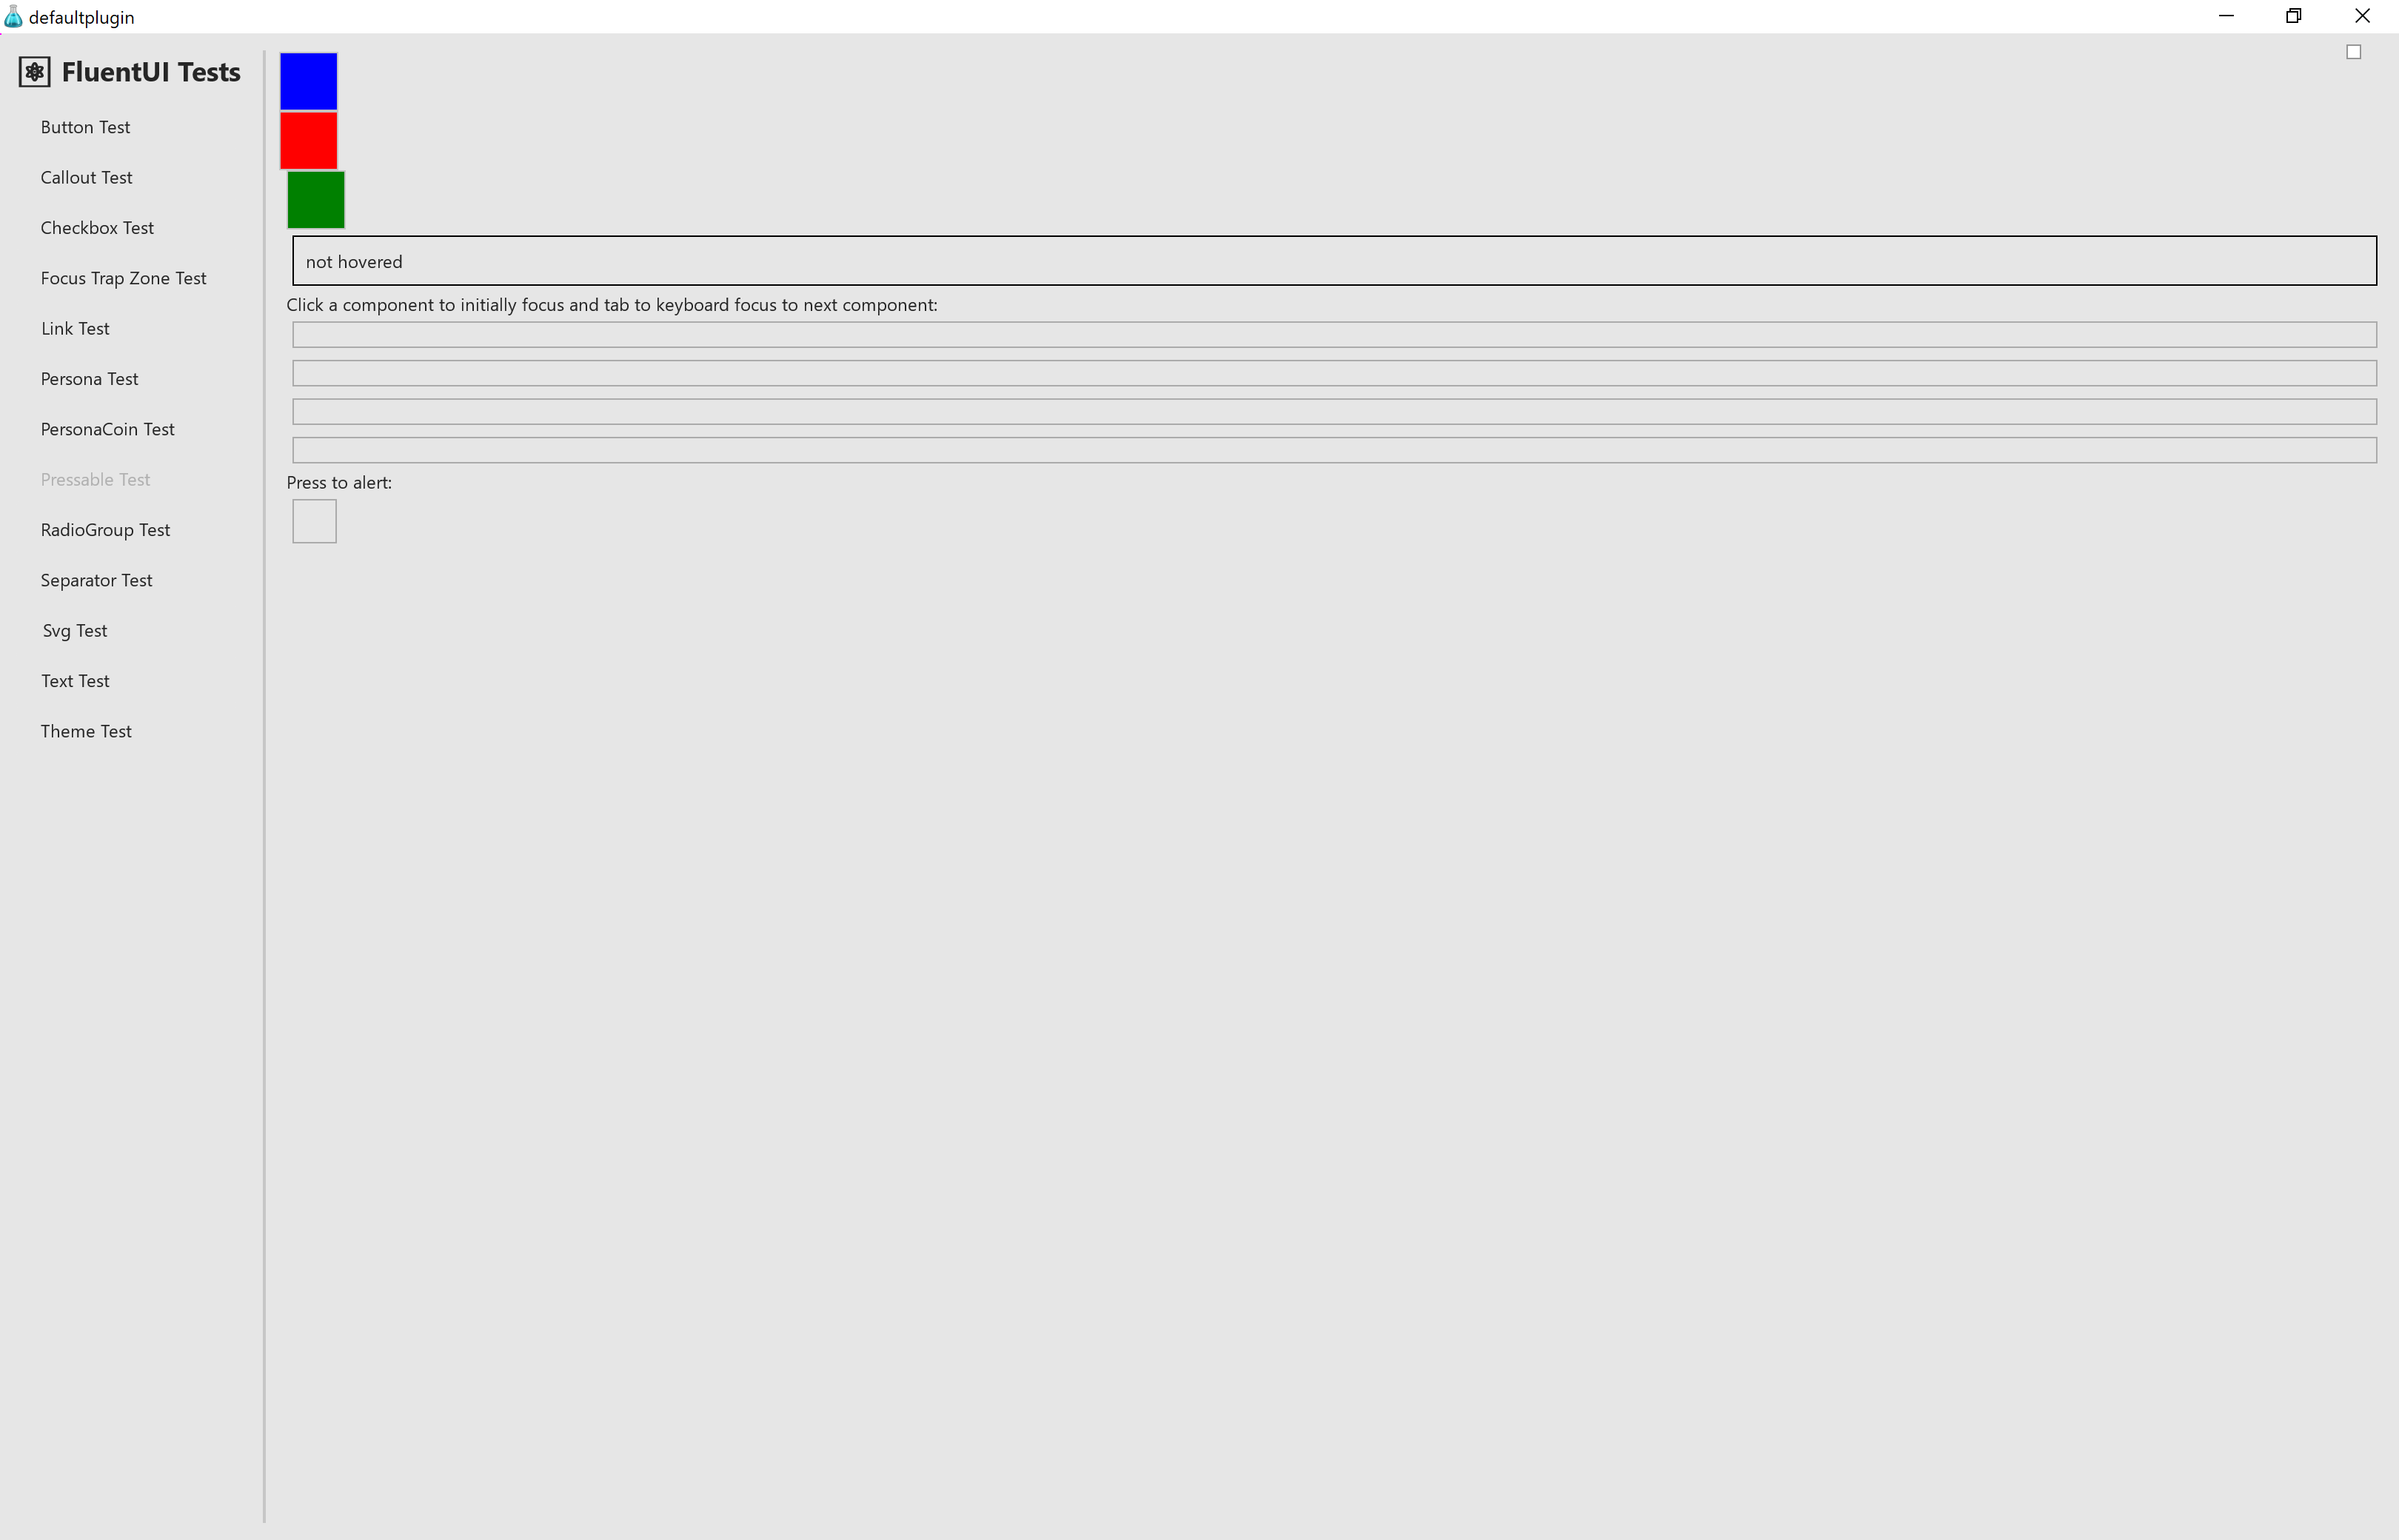 defaultplugin
FluentUI Tests
Button Test
Callout Test
Checkbox Test
Focus Trap Zone Test
Link Test
Persona Test
PersonaCoin Test
Pressable Test
RadioGroup Test
Separator Test
Svg Test
Text Test
Theme Test
not hovered
Click a component to initially focus and tab to keyboard focus to next component:
Press to alert: